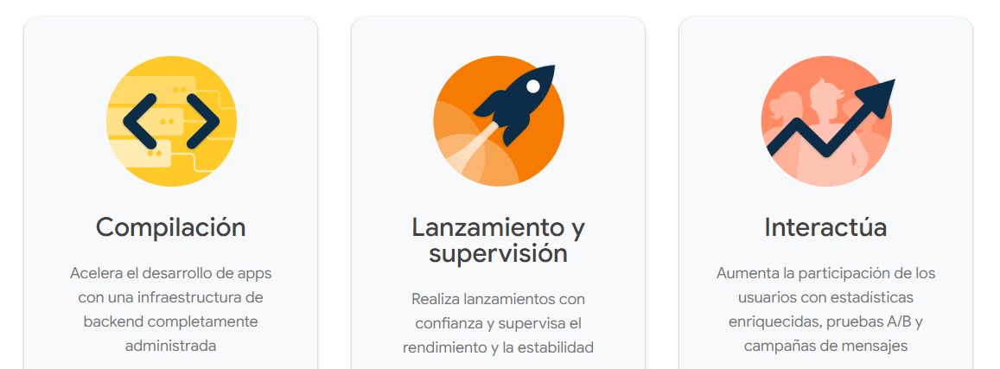 Compilación
Acelera el desarrollo de apps
con una infraestructura de
backend completamente
administrada
Lanzamiento y
supervisión
Realiza lanzamientos con
confianza y supervisa el
rendimiento y la estabilidad
Interactúa
Aumenta la participación de los
usuarios con estadísticas
enriquecidas, pruebas A/B y
campañas de mensajes